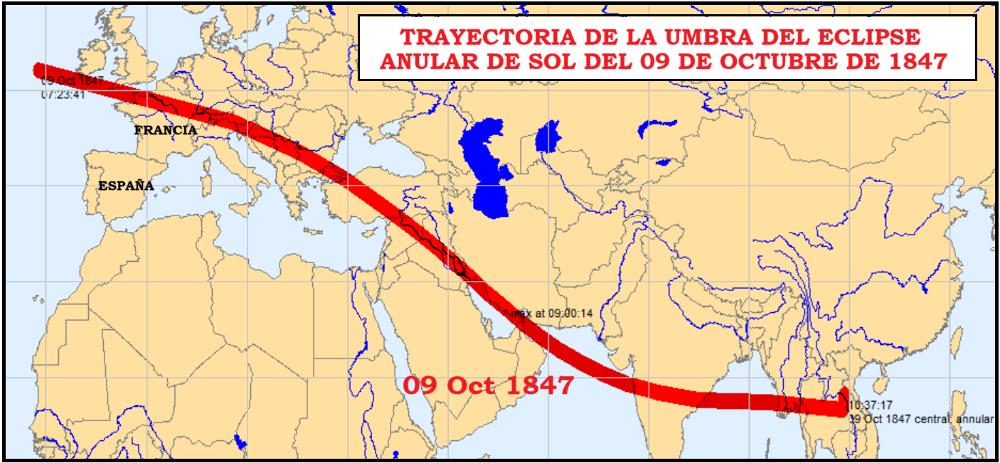 TRAYECTORIA DE LA UMBRA DEL ECLIPSE
ANULAR DE SOL DEL 09 DE OCTUBRE DE 1847
09 Oct 1847
07:23:41
FRANCIA
ESPAÑA
max at 09:00:14
09 Oct 1847
10:37:17
09 Oct 1847 central annular